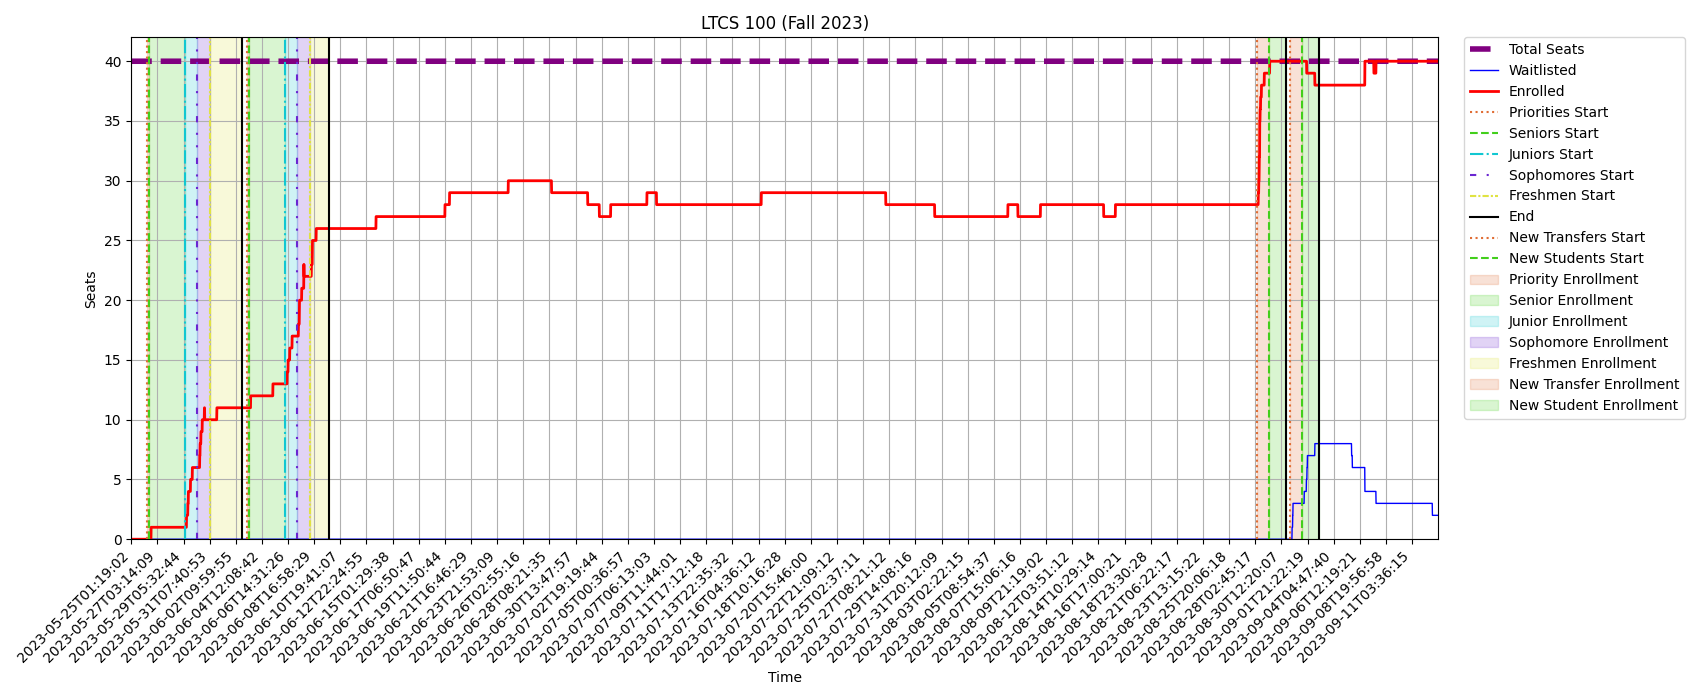 LTCS 100 (Fall 2023)
Seats
40
35
30
25
20
15
10
5
0
2023-05-25T01:19:02
2023-05-27T03:14:09
2023-05-29T05:32:44
2023-05-31T07:40:53
2023-06-02T09:59:55
2023-06-04T12:08:42
2023-06-06T14:31:26
2023-06-08T16:58:29
2023-06-10T19:41:07
2023-06-12T22:24:55
2023-06-15T01:29:38
2023-06-17T06:50:47
2023-06-19T11:50:44
2023-06-21T16:46:29
2023-06-23T21:53:09
2023-06-26T02:55:16
2023-06-28T08:21:35
2023-06-30T13:47:57
2023-07-02T19:19:44
2023-07-05T00:36:57
2023-07-07T06:13:03
2023-07-09T11:44:01
2023-07-11T17:12:18
2023-07-13T22:35:32
2023-07-16T04:36:12
2023-07-18T10:16:28
2023-07-20T15:46:00
2023-07-22T21:09:12
2023-07-25T02:37:11
2023-07-27T08:21:12
2023-07-29T14:08:16
2023-07-31T20:12:09
2023-08-03T02:22:15
2023-08-05T08:54:37
2023-08-07T15:06:16
2023-08-09T21:19:02
2023-08-12T03:51:12
2023-08-14T10:29:14
2023-08-16T17:00:21
2023-08-18T23:30:28
2023-08-21T06:22:17
2023-08-23T13:15:22
2023-08-25T20:06:18
2023-08-28T02:45:17
2023-08-30T12:20:07
2023-09-01T21:22:19
2023-09-04T04:47:40
2023-09-06T12:19:21
2023-09-08T19:56:58
2023-09-11T03:36:15
Time
Total Seats
Waitlisted
Enrolled
Priorities Start
Seniors Start
Juniors Start
Sophomores Start
Freshmen Start
End
New Transfers Start
New Students Start
Priority Enrollment
Senior Enrollment
Junior Enrollment
Sophomore Enrollment
Freshmen Enrollment
New Transfer Enrollment
New Student Enrollment